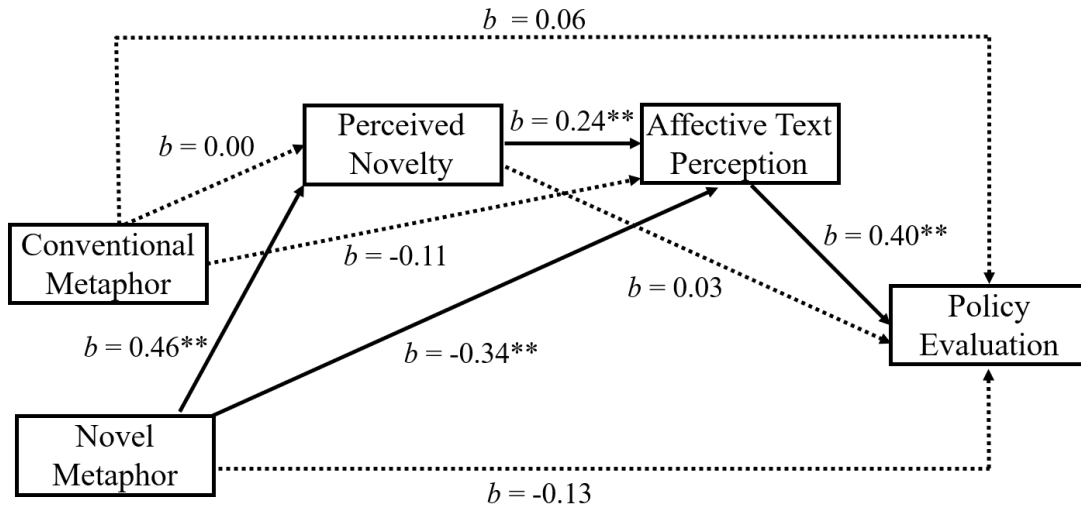 b = 0.06
Perceived
Novelty
b = 0.24**
Affective Text
Perception
b = 0.00
Conventional
Metaphor
b = -0.11
b = 0.40**
b = 0.03
Policy
Evaluation
b = 0.46**
b = -0.34**
Novel
Metaphor
b = -0.13